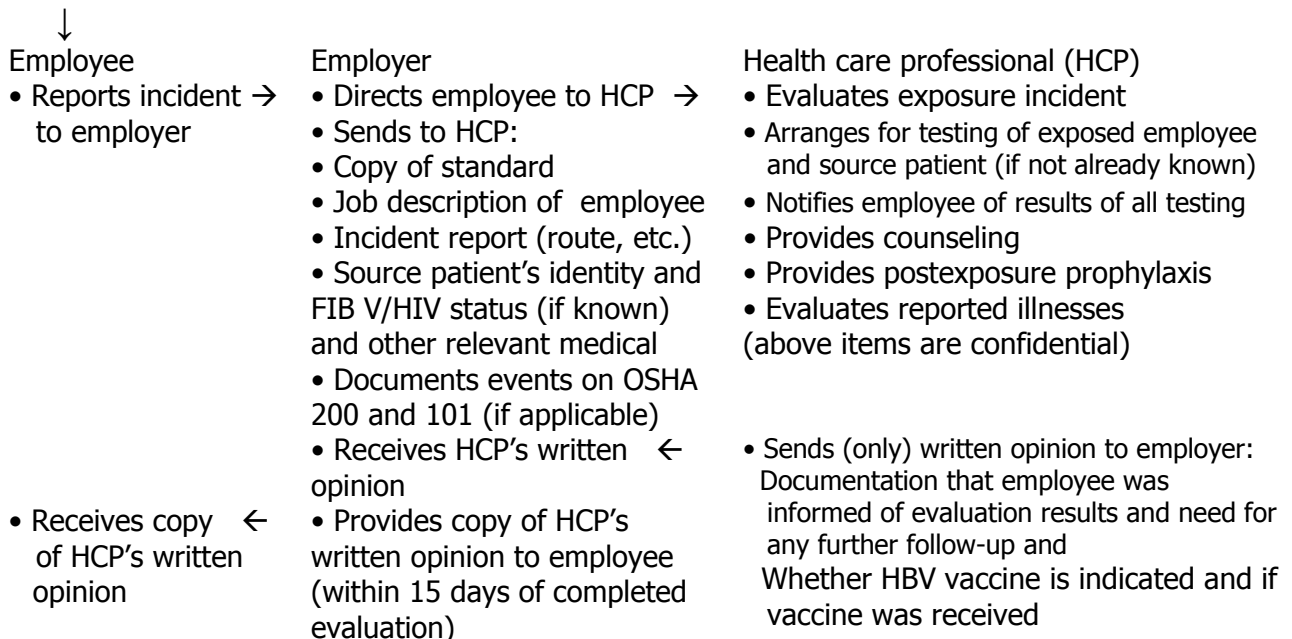 ↓
Employee
• Reports incident →
to employer
• Receives copy ←
of HCP's written
opinion
Employer
• Directs employee to HCP →
• Sends to HCP:
• Copy of standard
• Job description of employee
• Incident report (route, etc.)
• Source patient's identity and
FIB V/HIV status (if known)
and other relevant medical
• Documents events on OSHA
200 and 101 (if applicable)
• Receives HCP's written ←
opinion
• Provides copy of HCP's
written opinion to employee
(within 15 days of completed
evaluation)
Health care professional (HCP)
• Evaluates exposure incident
• Arranges for testing of exposed employee
and source patient (if not already known)
• Notifies employee of results of all testing
• Provides counseling
• Provides postexposure prophylaxis
• Evaluates reported illnesses
(above items are confidential)
• Sends (only) written opinion to employer:
Documentation that employee was
informed of evaluation results and need for
any further follow-up and
Whether HBV vaccine is indicated and if
vaccine was received